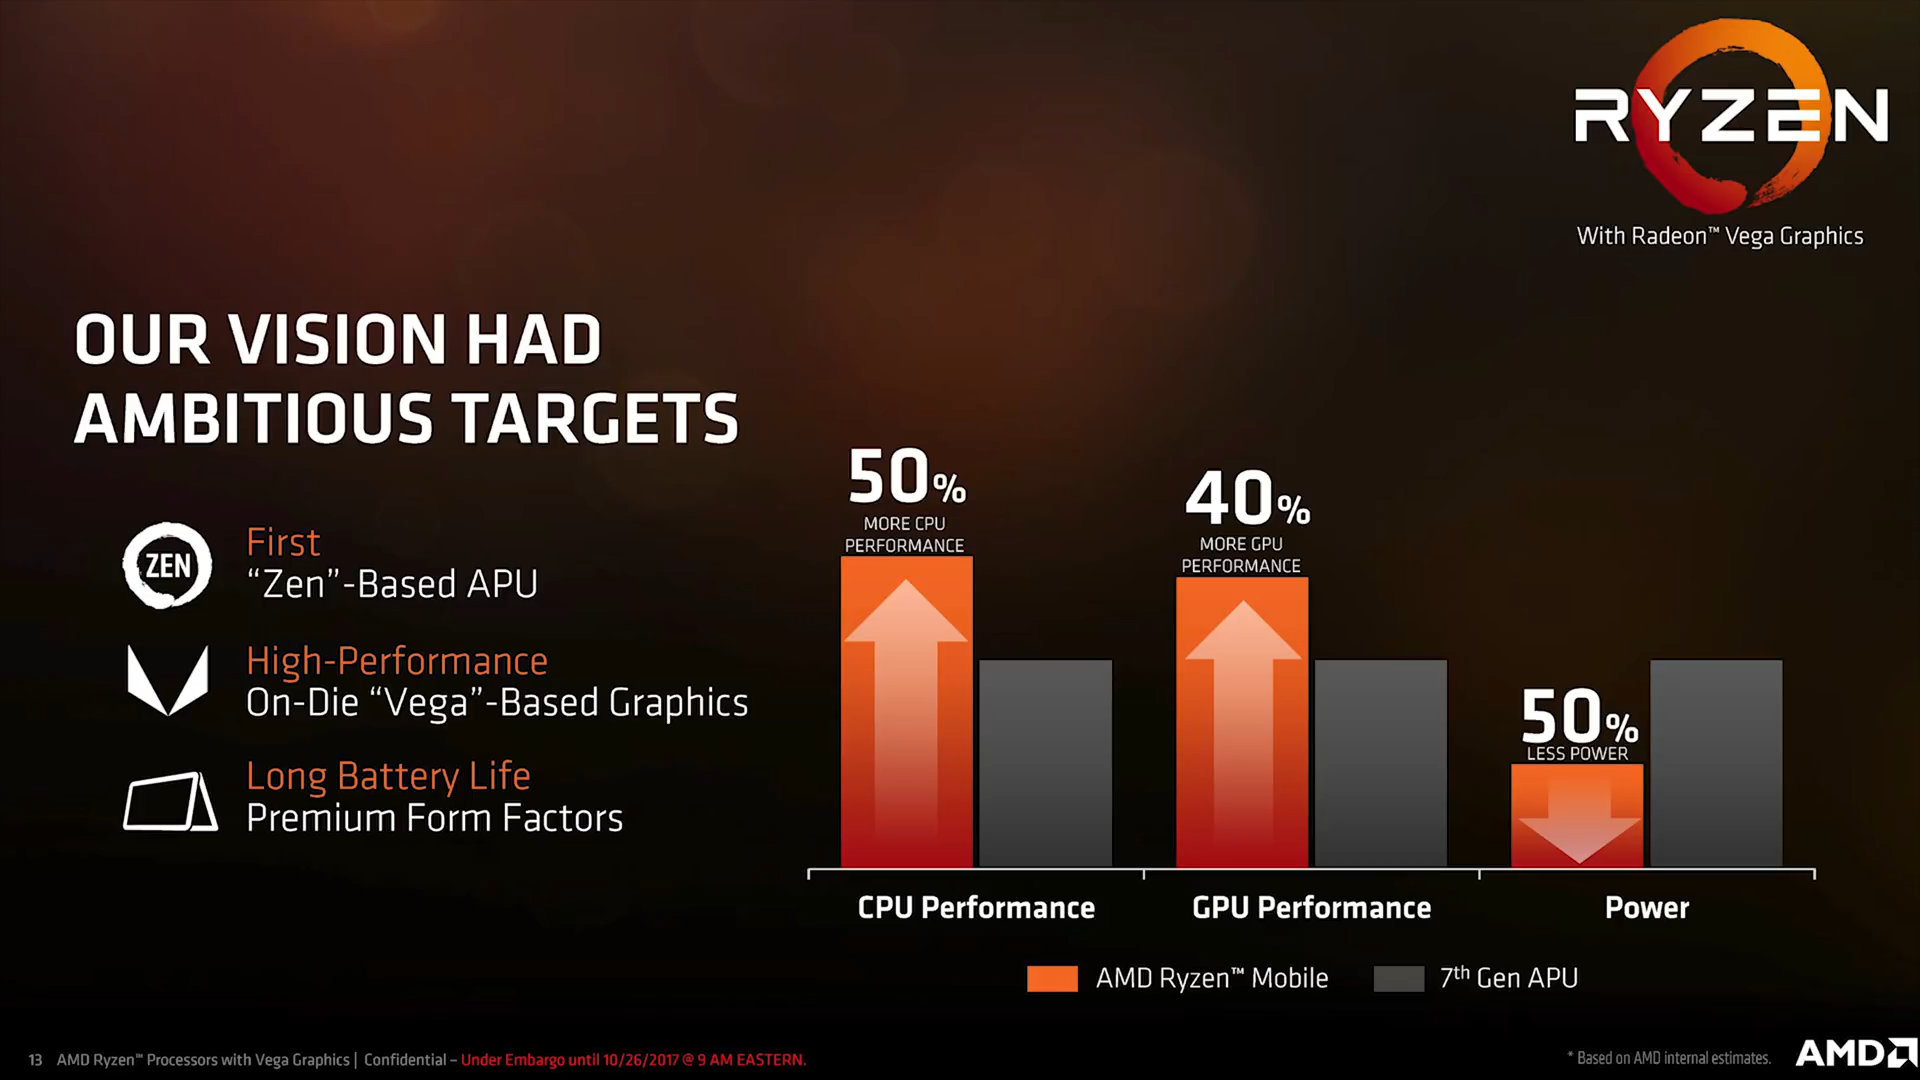 RYZEN
With Radeon™ Vega Graphics
OUR VISION HAD
AMBITIOUS TARGETS
ZEN
First
“Zen”-Based APU
High-Performance
On-Die “Vega”-Based Graphics
Long Battery Life
Premium Form Factors
50%
MORE CPU
PERFORMANCE
40%
MORE GPU
PERFORMANCE
50%
LESS POWER
CPU Performance
GPU Performance
Power
AMD Ryzen™ Mobile
7th Gen APU
13 AMD Ryzen™ Processors with Vega Graphics | Confidential – Under Embargo until 10/26/2017 @ 9 AM EASTERN.
* Based on AMD internal estimates.
AMD